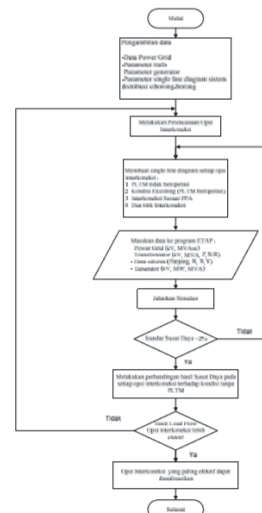 Mulai
Pengambilan data
-Data Power Grid
-Parameter trafo
Parameter generator
-Parameter single line diagram sistem
distribusi siborong-borong
Melakukan Perencanaan Opsi
Interkoneksi
Membuat single line diagram setiap opsi
interkoneksi :
1 PLTM tidak beroperasi
2 Kondisi Existing (PLTM beroperasi)
3 Interkoneksi Sesuai PPA
4 Dua titik Interkoneksi
Masukan data ke program ETAP :
Power Grid (kV, MVAsc)
Transformator (kV, MVA, Z, X/R)
- Data saluran (Panjang, R, X, Y)
- Generator (kV, MW, MVA)
Jalankan Simulasi
Standar Susut Daya <2%
Tidak
Ya
Melakukan perbandingan hasil Susut Daya pada
setiap opsi interkoneksi terhadap kondisi tanpa
PLTM
Tidak
Hasil Load Flow
Opsi interkoneksi lebih
efektif
Ya
Opsi Interkoneksi yang paling efektif dapat
Selesai